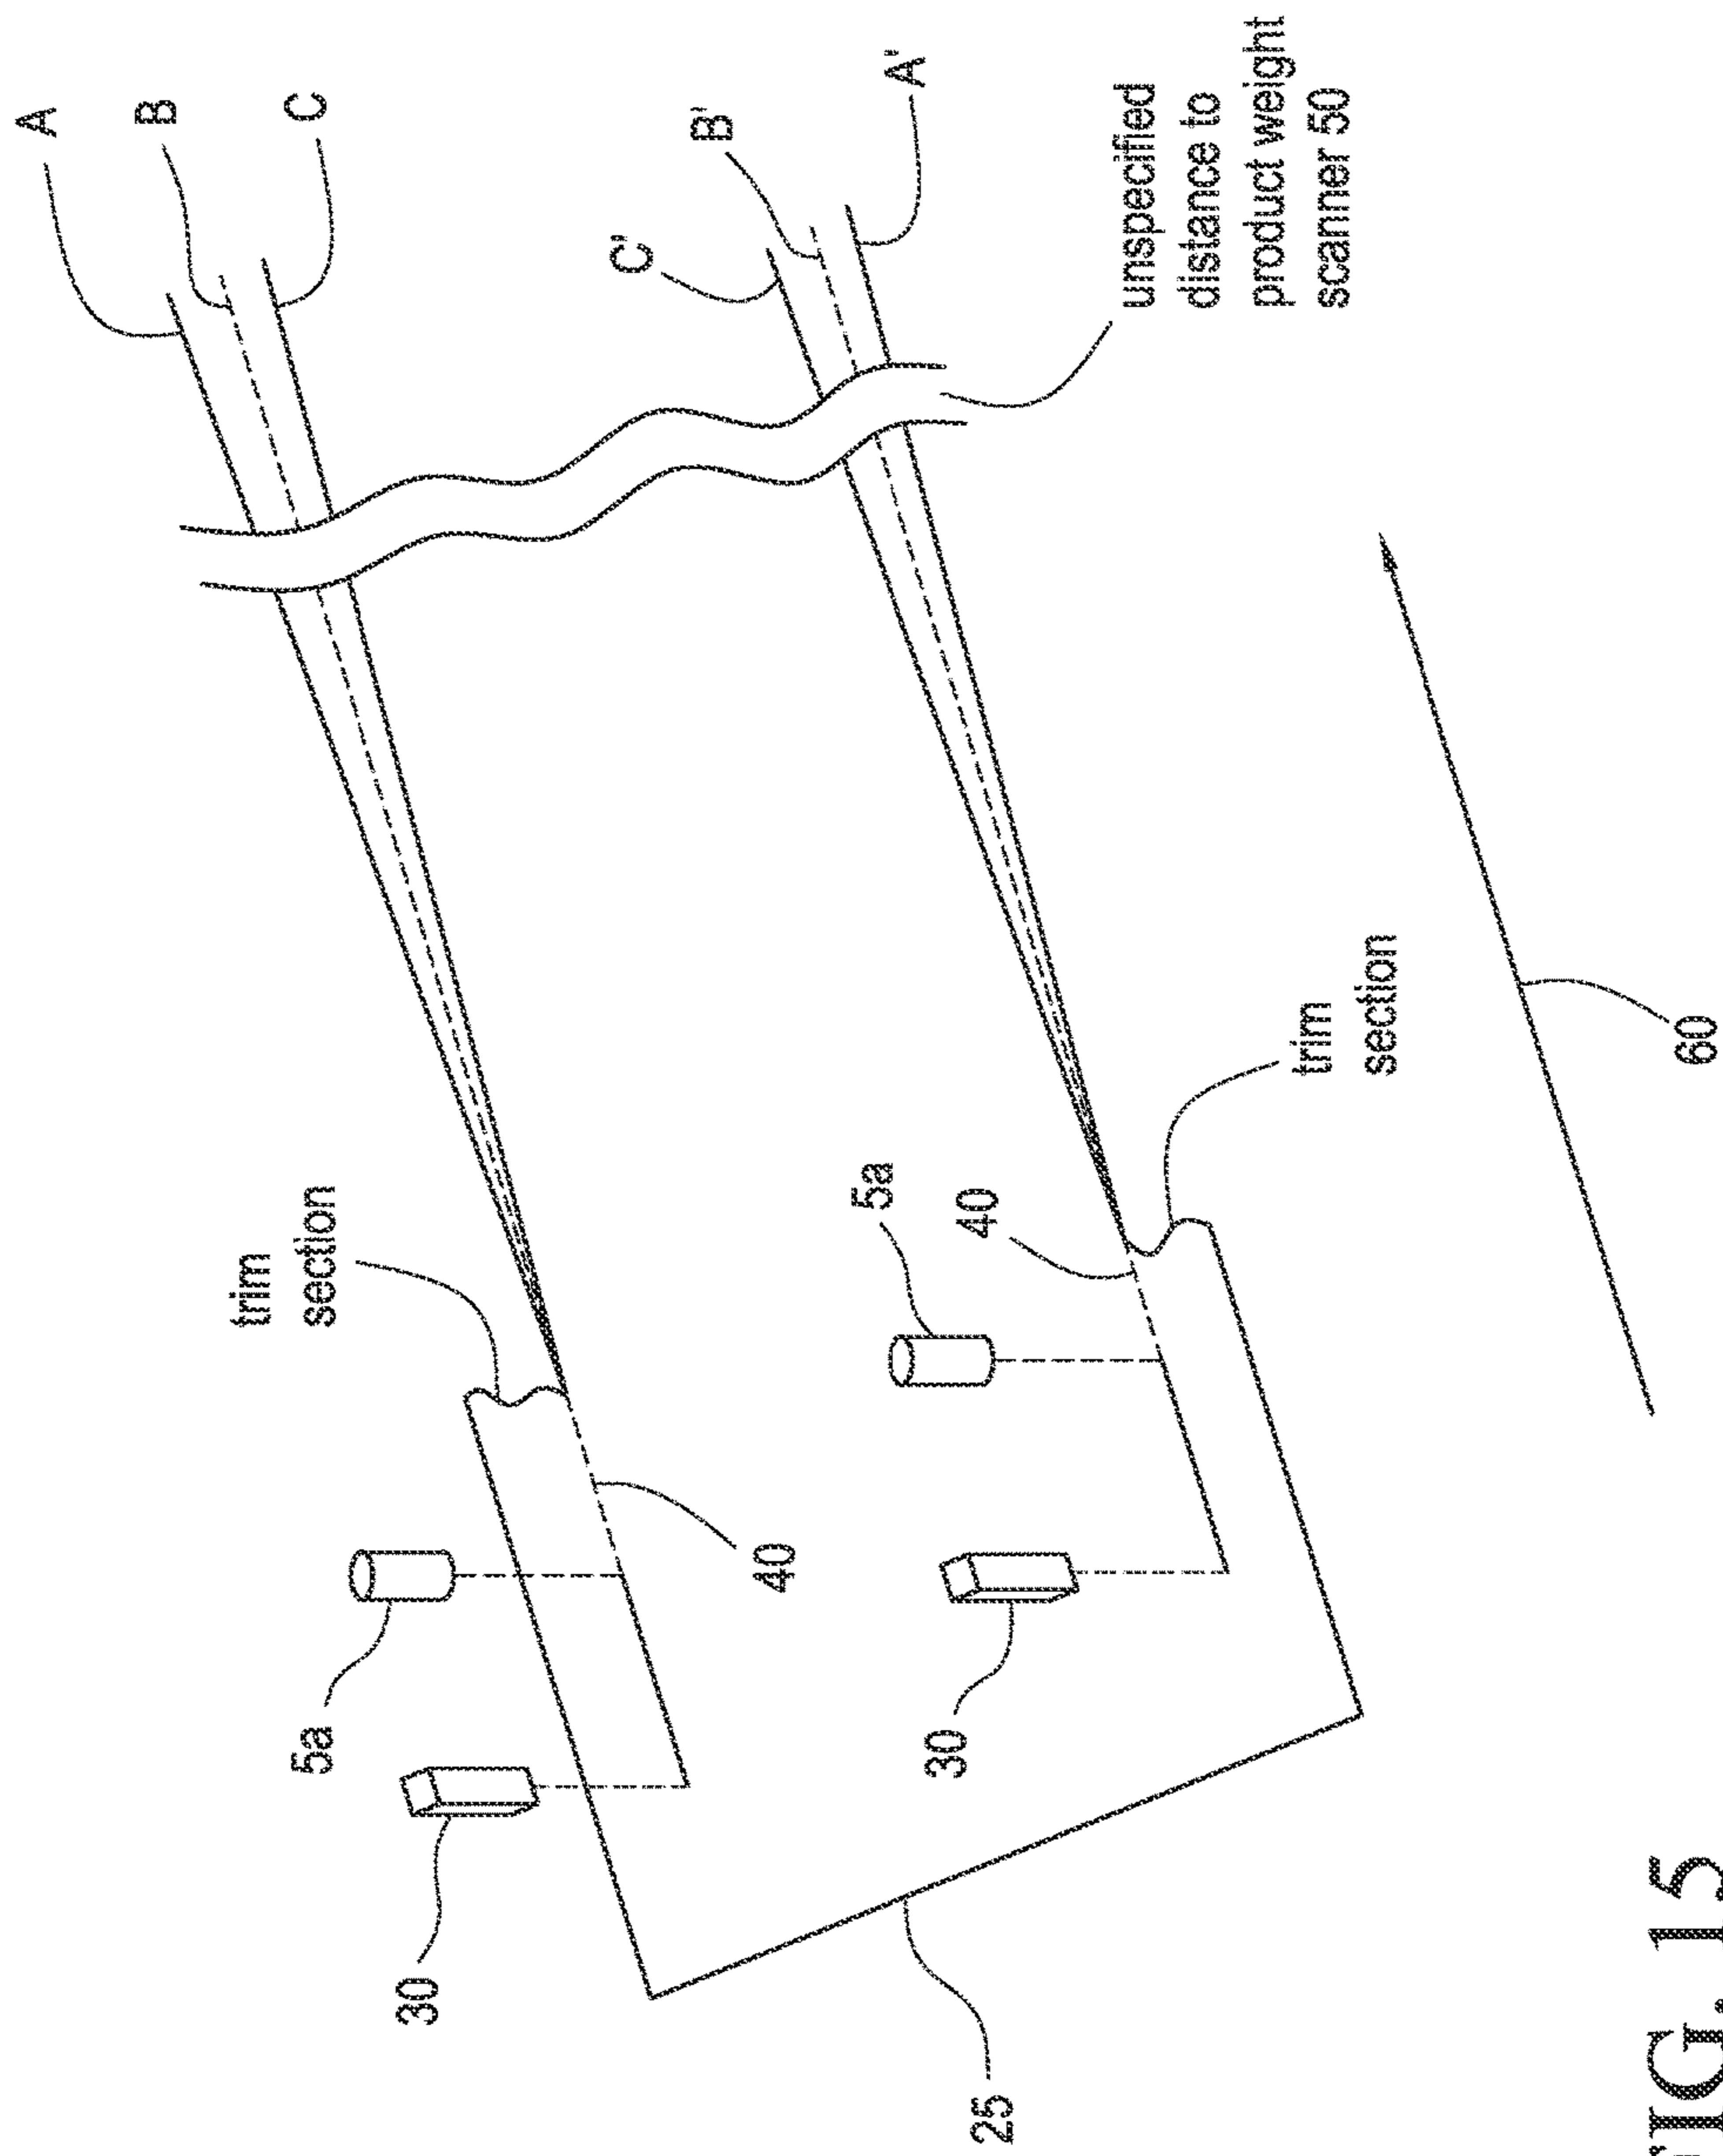 A
B
C
trim
section
5a
30
C'
B'
A'
40
5a
40
30
25
unspecified
distance to
product weight
scanner 50
trim
section
60
FIG. 15